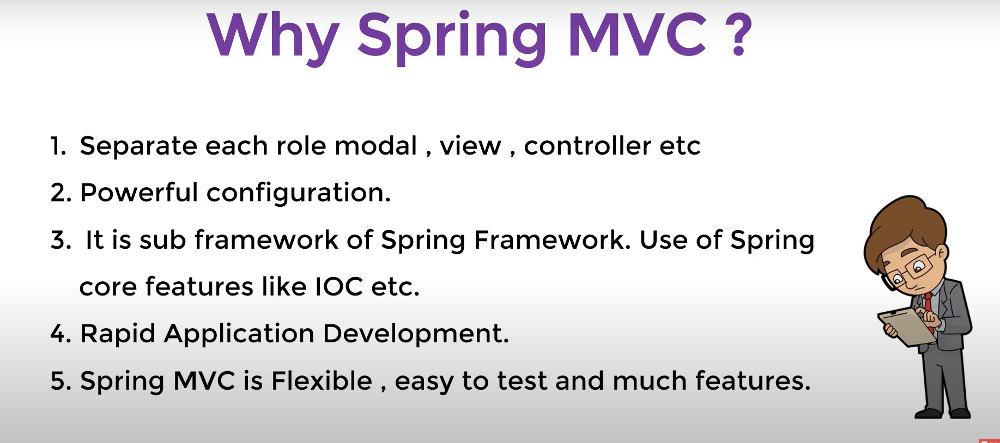 Why Spring MVC ?
1. Separate each role modal , view , controller etc
2. Powerful configuration.
3. It is sub framework of Spring Framework. Use of Spring
core features like IOC etc.
4. Rapid Application Development.
5. Spring MVC is Flexible , easy to test and much features.